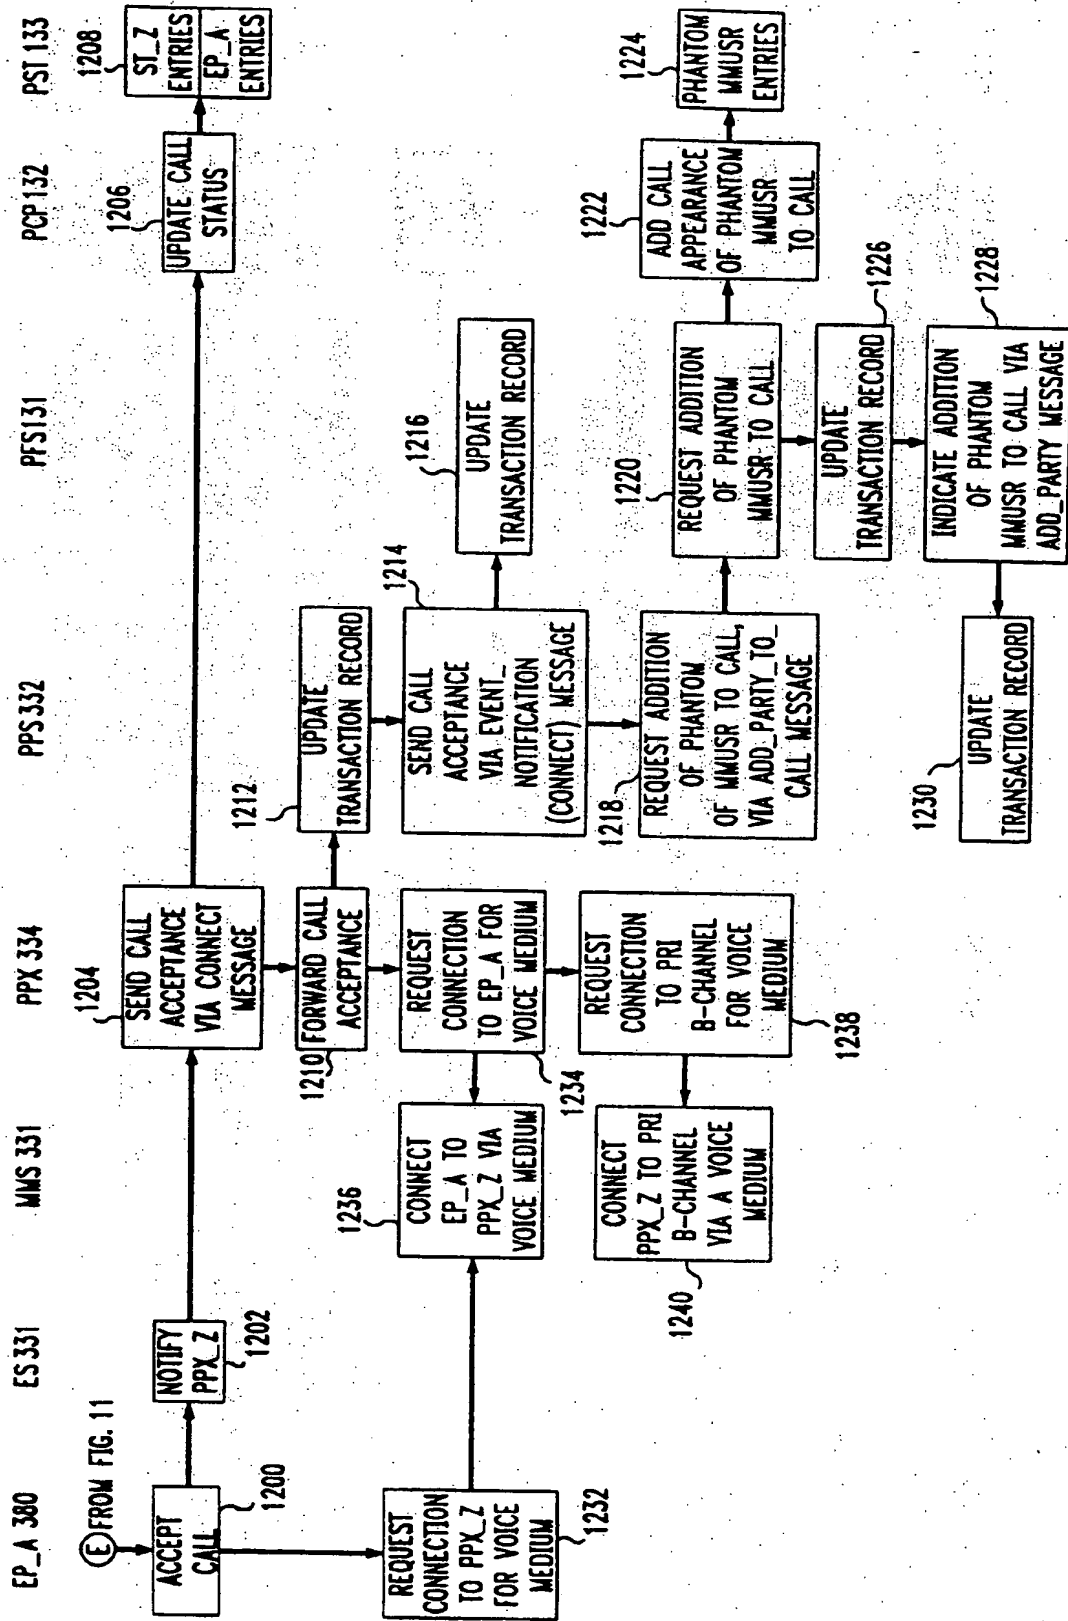 EP_A 380
ES 331
MMS 331
PPX 334
PPS 332
PFS 131
PCP 132
PST 133
E FROM FIG. 11
ACCEPT
CALL
1200
NOTIFY
PPX_Z
1202
1204
SEND CALL
ACCEPTANCE
VIA CONNECT
MESSAGE
1206
UPDATE CALL
STATUS
1208
ST_Z
ENTRIES
EP_A
ENTRIES
1210
FORWARD CALL
ACCEPTANCE
1212
UPDATE
TRANSACTION RECORD
1214
SEND CALL
ACCEPTANCE
VIA EVENT_
NOTIFICATION
(CONNECT) MESSAGE
1216
UPDATE
TRANSACTION RECORD
1218
REQUEST ADDITION
OF PHANTOM
OF MMUSR TO CALL,
VIA ADD_PARTY_TO_
CALL MESSAGE
1220
REQUEST ADDITION
OF PHANTOM
MMUSR TO CALL
1222
ADD CALL
APPEARANCE
OF PHANTOM
MMUSR
TO CALL
1224
PHANTOM
MMUSR
ENTRIES
UPDATE
TRANSACTION RECORD
1226
INDICATE ADDITION
OF PHANTOM
MMUSR TO CALL VIA
ADD_PARTY MESSAGE
1228
1230
UPDATE
TRANSACTION RECORD
REQUEST
CONNECTION
TO PPX_Z
FOR VOICE
MEDIUM
1232
REQUEST
CONNECTION
TO EP_A FOR
VOICE MEDIUM
1234
1236
CONNECT
EP_A TO
PPX_Z VIA
VOICE MEDIUM
REQUEST
CONNECTION
TO PRI
B-CHANNEL
FOR VOICE
MEDIUM
1238
CONNECT
PPX_Z TO PRI
B-CHANNEL
VIA A VOICE
MEDIUM
1240